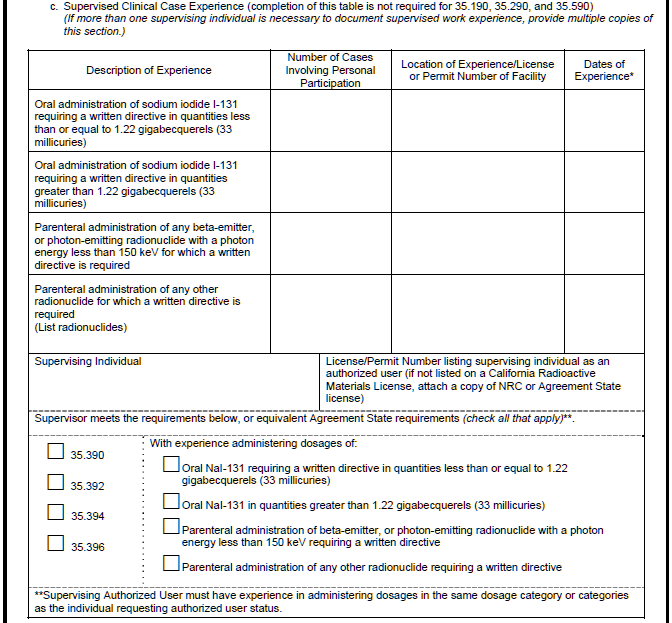 c. Supervised Clinical Case Experience (completion of this table is not required for 35.190, 35.290, and 35.590)
(If more than one supervising individual is necessary to document supervised work experience, provide multiple copies of
this section.)
Description of Experience
Number of Cases
Involving Personal
Participation
Location of Experience/License
or Permit Number of Facility
Dates of
Experience*
Oral administration of sodium iodide I-131
requiring a written directive in quantities less
than or equal to 1.22 gigabecquerels (33
millicuries)
Oral administration of sodium iodide I-131
requiring a written directive in quantities
greater than 1.22 gigabecquerels (33
millicuries)
Parenteral administration of any beta-emitter,
or photon-emitting radionuclide with a photon
energy less than 150 keV for which a written
directive is required
Parenteral administration of any other
radionuclide for which a written directive is
required
(List radionuclides)
Supervising Individual
License/Permit Number listing supervising individual as an
authorized user (if not listed on a California Radioactive
Materials License, attach a copy of NRC or Agreement State
license)
Supervisor meets the requirements below, or equivalent Agreement State requirements (check all that apply)**.
35.390
35.392
35.394
35.396
With experience administering dosages of:
Oral NaI-131 requiring a written directive in quantities less than or equal to 1.22
gigabecquerels (33 millicuries)
Oral NaI-131 in quantities greater than 1.22 gigabecquerels (33 millicuries)
Parenteral administration of beta-emitter, or photon-emitting radionuclide with a photon
energy less than 150 keV requiring a written directive
Parenteral administration of any other radionuclide requiring a written directive
**Supervising Authorized User must have experience in administering dosages in the same dosage category or categories
as the individual requesting authorized user status.